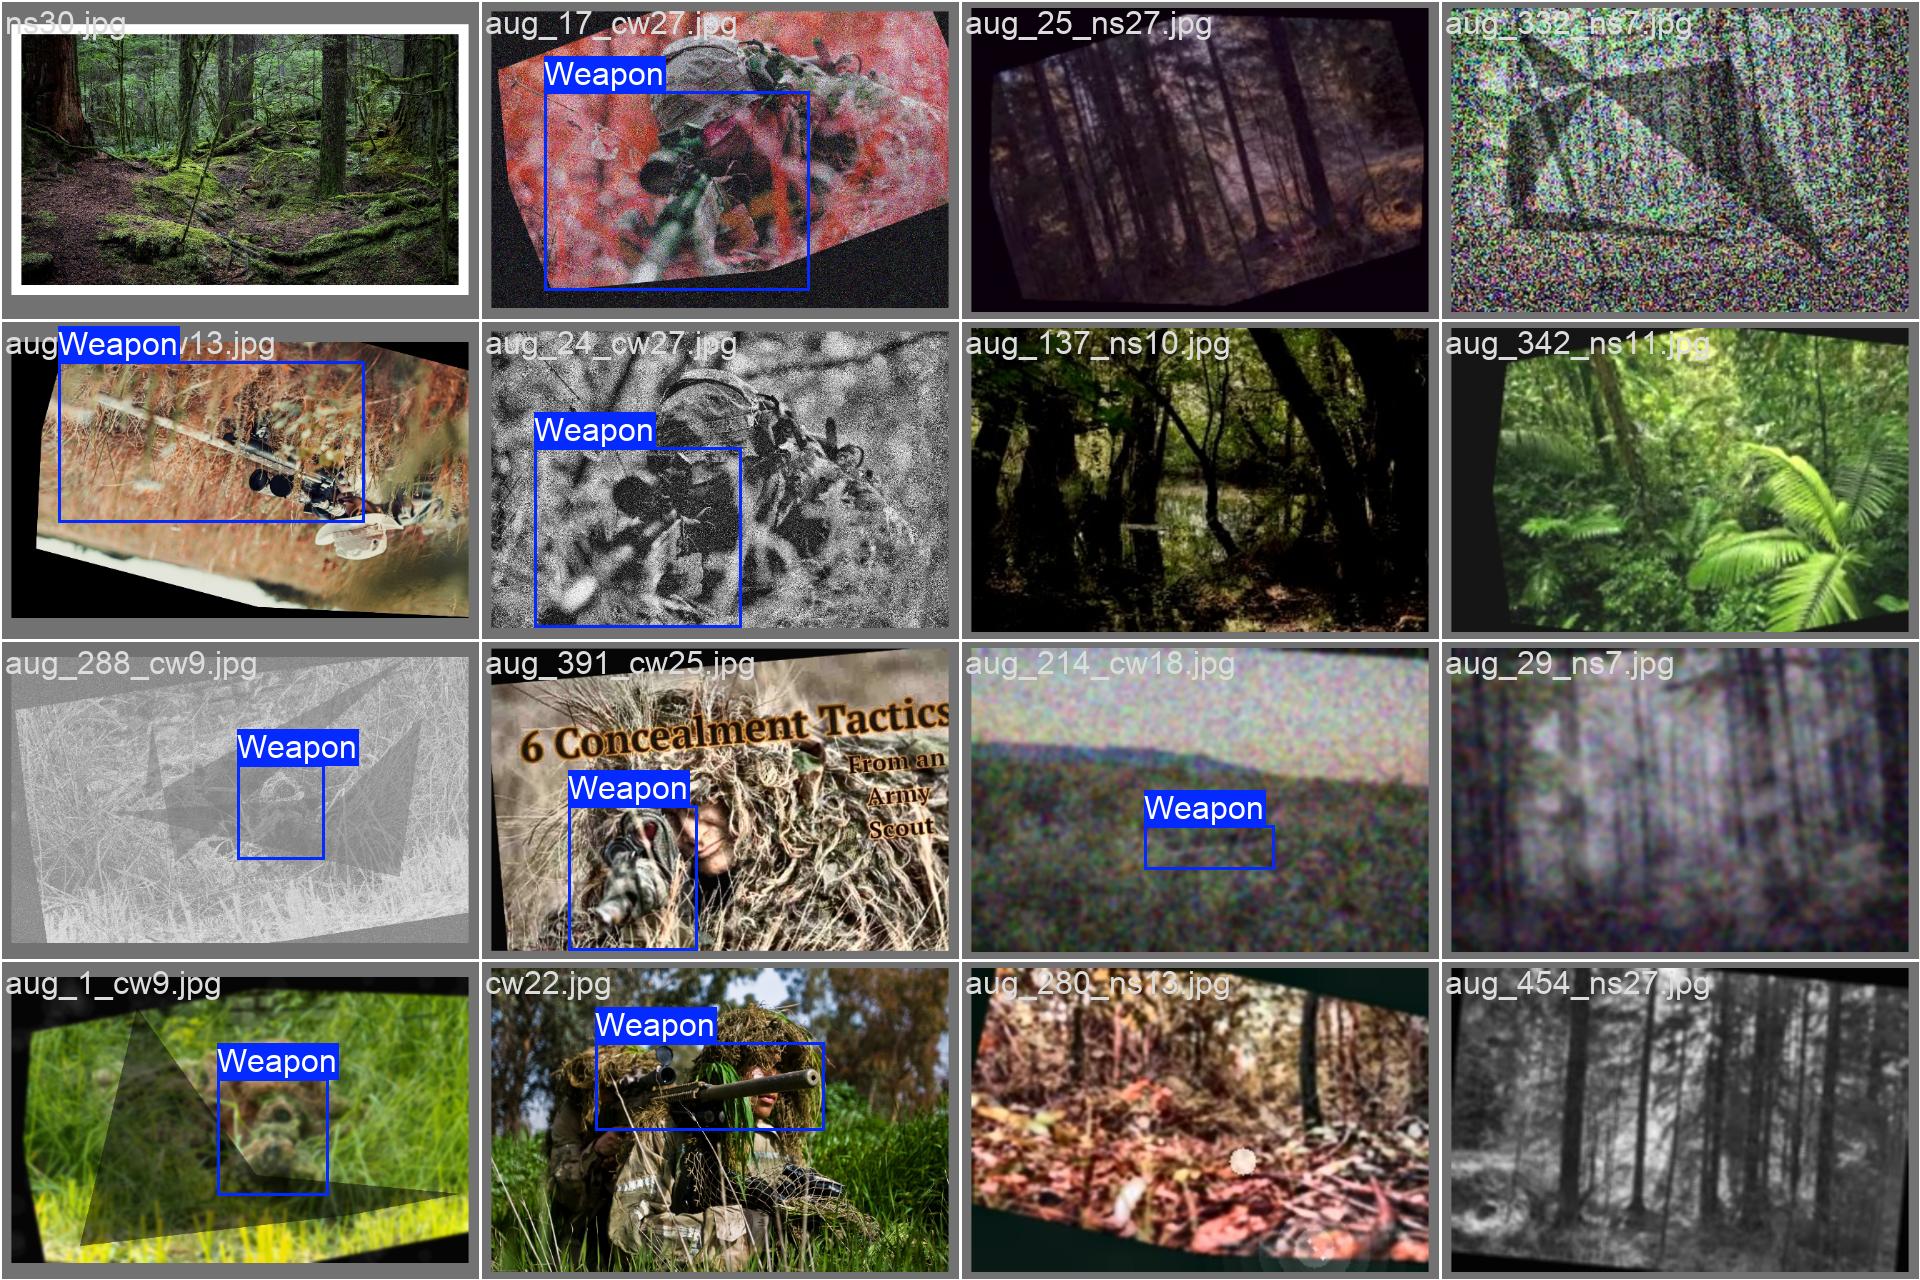 ns30.jpg
aug_17_cw27.jpg
aug_25_ns27.jpg
aug_332_ns7.jpg
Weapon
aug
Weapon
13.jpg
aug_24_cw27.jpg
aug_137_ns10.jpg
aug_342_ns11.jpg
Weapon
aug_288_cw9.jpg
aug_391_cw25.jpg
aug_214_cw18.jpg
aug_29_ns7.jpg
6 Concealment Tactics
From an
Army
Scout
Weapon
Weapon
Weapon
aug_1_cw9.jpg
cw22.jpg
aug_280_ns13.jpg
aug_454_ns27.jpg
Weapon
Weapon